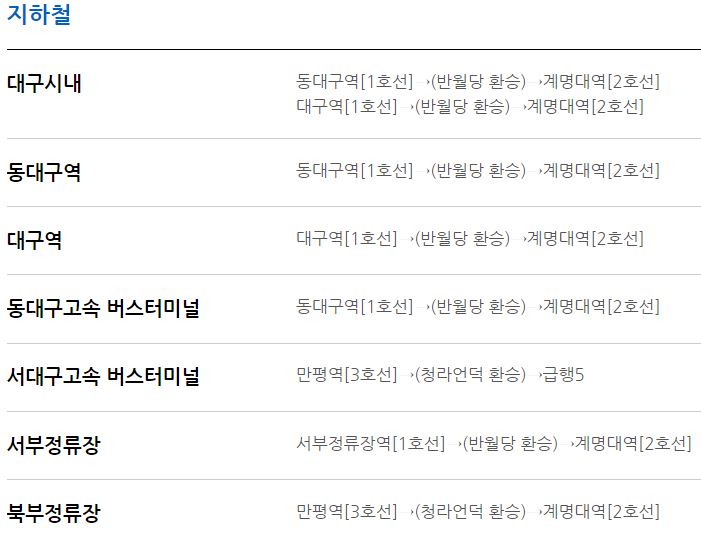 지하철
대구시내
동대구역[1호선] →(반월당 환승) →계명대역[2호선]
대구역[1호선] →(반월당 환승) →계명대역[2호선]
동대구역
동대구역[1호선] →(반월당 환승) →계명대역[2호선]
대구역
대구역[1호선] →(반월당 환승) →계명대역[2호선]
동대구고속 버스터미널
동대구역[1호선] →(반월당 환승) →계명대역[2호선]
서대구고속 버스터미널
만평역[3호선] →(청라언덕 환승) →급행5
서부정류장
서부정류장역[1호선] →(반월당 환승) →계명대역[2호선]
북부정류장
만평역[3호선] →(청라언덕 환승) →계명대역[2호선]